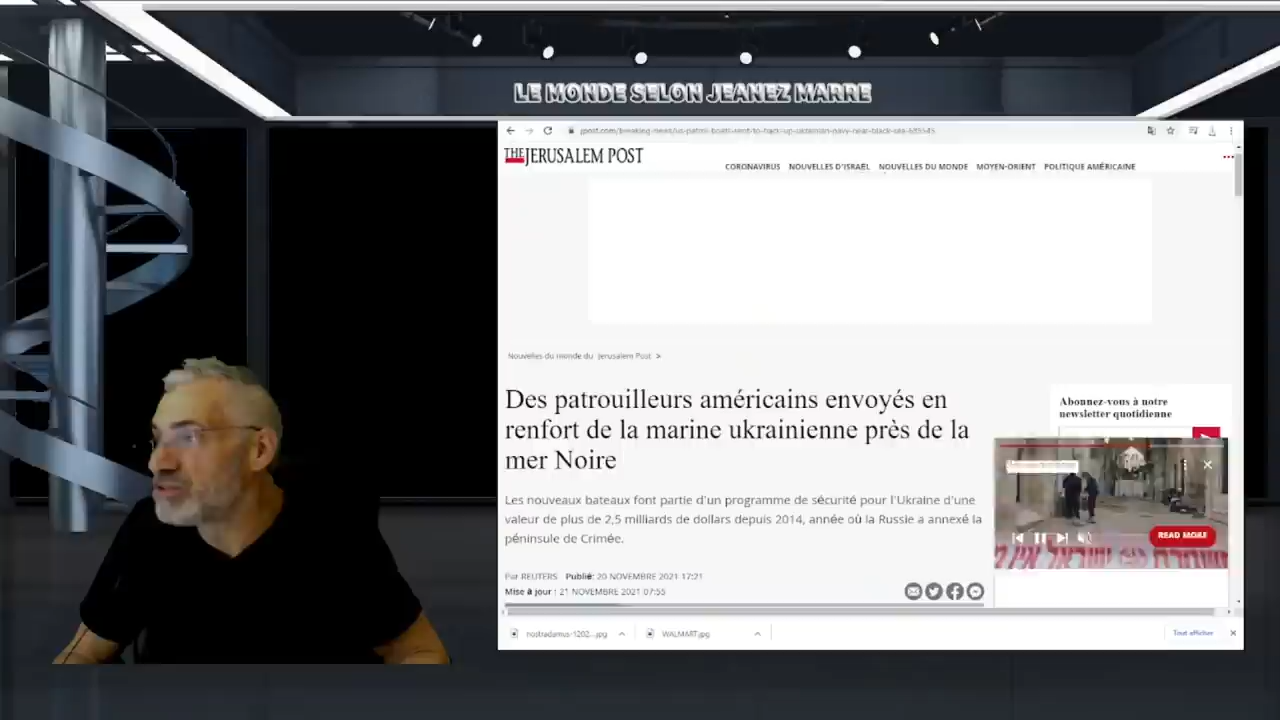 LE MONDE SELON JEANEZ MARRE
THE JERUSALEM POST
CORONAVIRUS NOUVELLES D'ISRAËL NOUVELLES DU MONDE MOYEN-ORIENT POLITIQUE AMÉRICAINE
Nouvelles du monde du Jerusalem Post >
Des patrouilleurs américains envoyés en
renfort de la marine ukrainienne près de la
mer Noire
Les nouveaux bateaux font partie d'un programme de sécurité pour l'Ukraine d'une
valeur de plus de 2,5 milliards de dollars depuis 2014, année où la Russie a annexé la
péninsule de Crimée.
Par REUTERS Publié: 20 NOVEMBRE 2021 17:21
Mise à jour : 21 NOVEMBRE 2021 07:55
Abonnez-vous à notre
newsletter quotidienne
READ MORE
nostradamus-1202...jpg WALMART.jpg Tout afficher